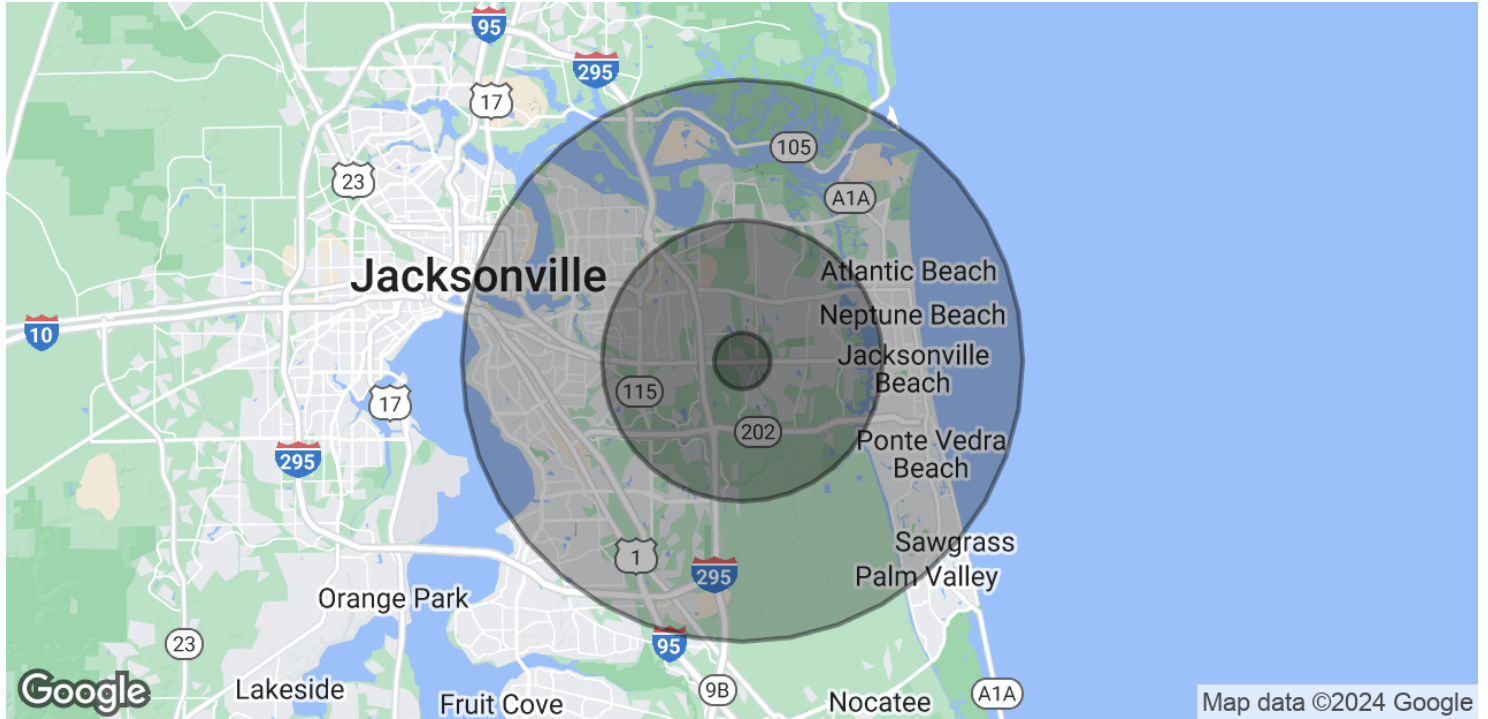 95
295
17
105
23
A1A
Jacksonville
Atlantic Beach
Neptune Beach
10
Jacksonville
Beach
115
17
202
Ponte Vedra
Beach
295
Sawgrass
1
295
Palm Valley
Orange Park
23
95
Google
Lakeside
Fruit Cove
9B
Nocatee
A1A
Map data ©2024 Google